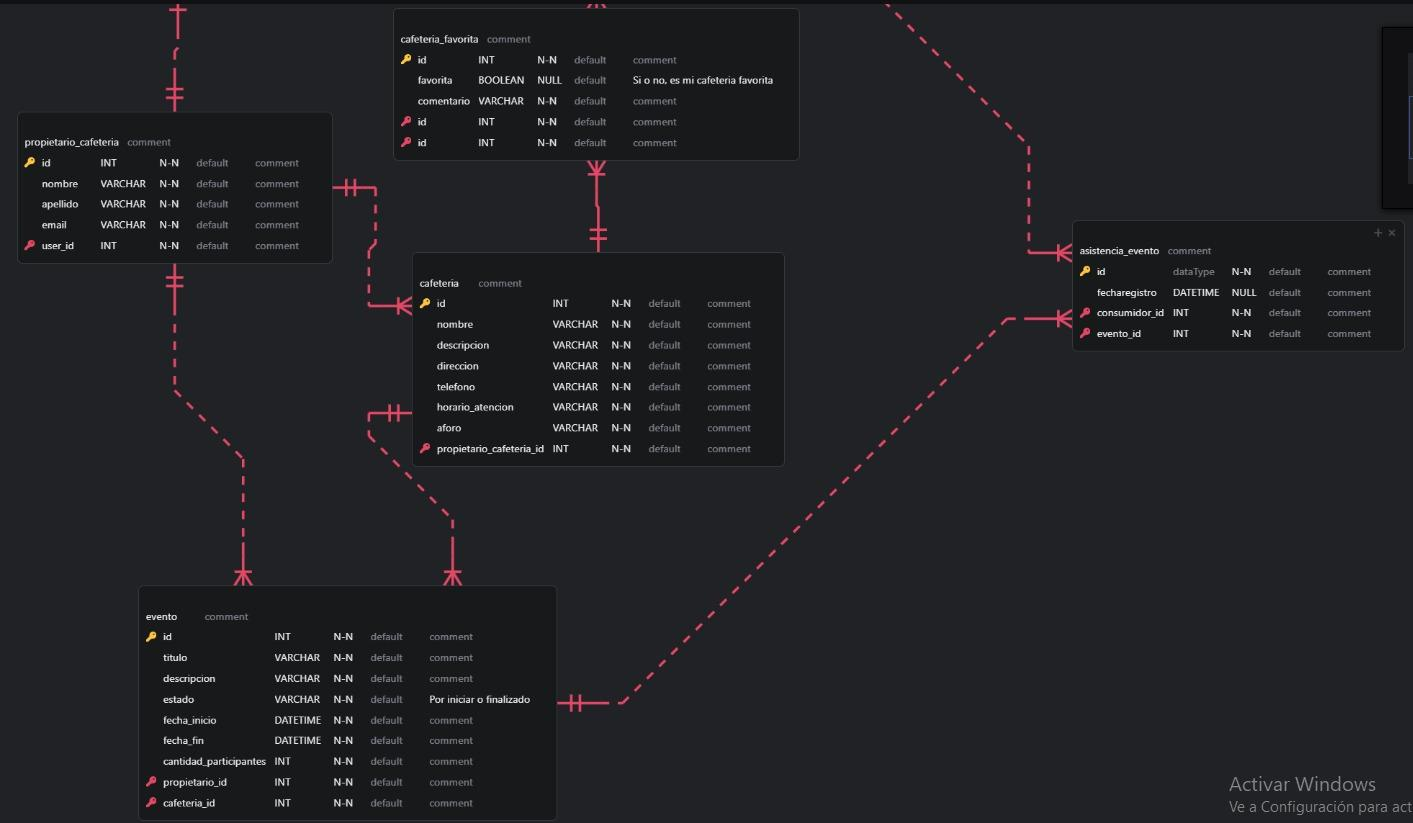 cafeteria_favorita comment
id INT N-N default comment
favorita BOOLEAN NULL default Si o no, es mi cafeteria favorita
comentario VARCHAR N-N default comment
id INT N-N default comment
id INT N-N default comment
propietario_cafeteria comment
id INT N-N default comment
nombre VARCHAR N-N default comment
apellido VARCHAR N-N default comment
email VARCHAR N-N default comment
user_id INT N-N default comment
asistencia_evento comment
id dataType N-N default comment
fecharegistro DATETIME NULL default comment
consumidor_id INT N-N default comment
evento_id INT N-N default comment
cafeteria comment
id INT N-N default comment
nombre VARCHAR N-N default comment
descripcion VARCHAR N-N default comment
direccion VARCHAR N-N default comment
telefono VARCHAR N-N default comment
horario_atencion VARCHAR N-N default comment
aforo VARCHAR N-N default comment
propietario_cafeteria_id INT N-N default comment
evento comment
id INT N-N default comment
titulo VARCHAR N-N default comment
descripcion VARCHAR N-N default comment
estado VARCHAR N-N default Por iniciar o finalizado
fecha_inicio DATETIME N-N default comment
fecha_fin DATETIME N-N default comment
cantidad_participantes INT N-N default comment
propietario_id INT N-N default comment
cafeteria_id INT N-N default comment
Activar Windows
Ve a Configuración para act